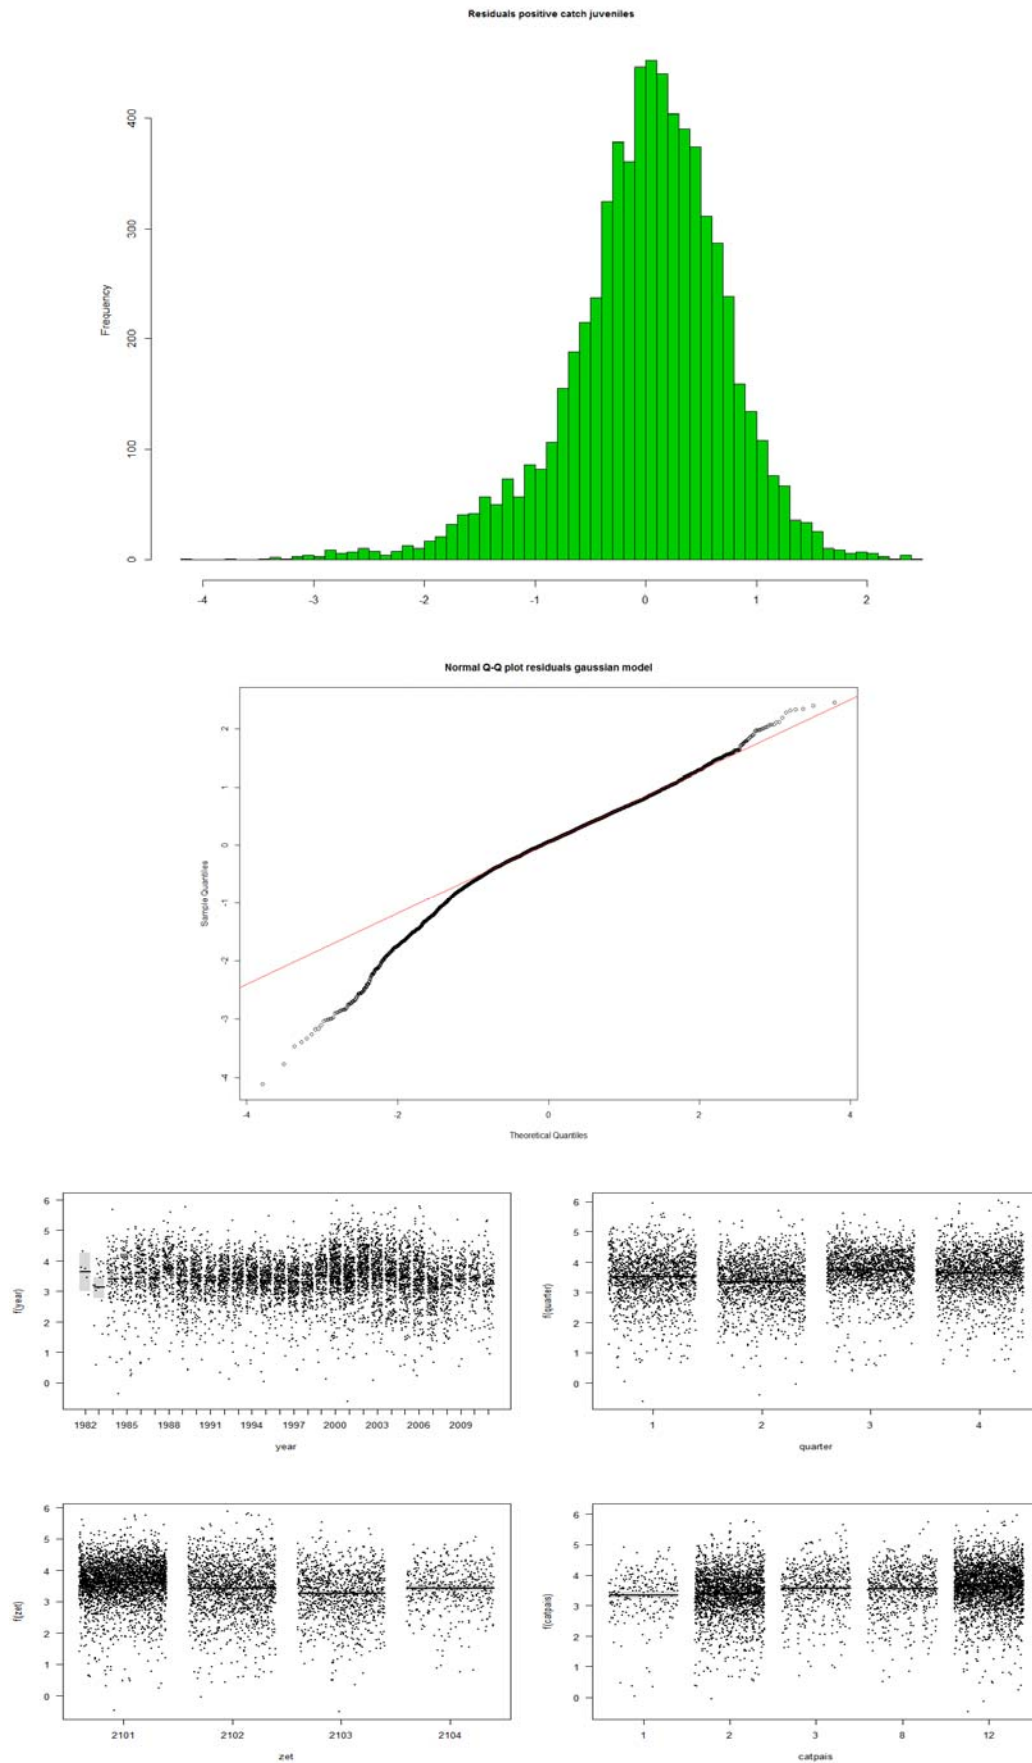 Residuals positive catch juveniles
Frequency
400
300
200
100
0
-4 -3 -2 -1 0 1 2
Normal Q-Q plot residuals gaussian model
Sample Quantiles
2
1
0
-1
-2
-3
-4
-4 -2 0 2 4
Theoretical Quantiles
f(year)
6
5
4
3
2
1
0
1982 1985 1988 1991 1994 1997 2000 2003 2006 2009
year
f(quarter)
6
5
4
3
2
1
0
1 2 3 4
quarter
f(zet)
6
5
4
3
2
1
0
2101 2102 2103 2104
zet
f(catpais)
6
5
4
3
2
1
0
1 2 3 8 12
catpais